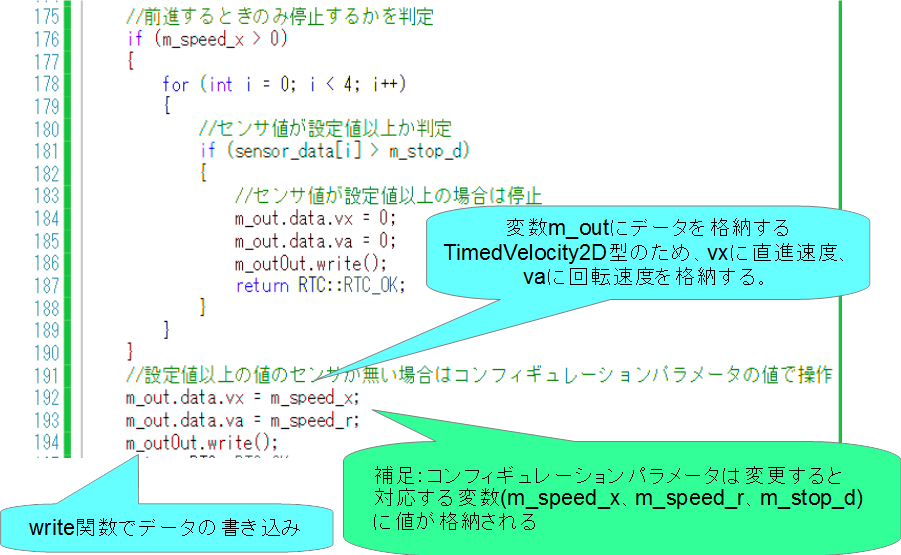 175 //前進するときのみ停止するかを判定
176 if (m_speed_x > 0)
177 {
178 for (int i = 0; i < 4; i++)
179 {
180 //センサ値が設定値以上か判定
181 if (sensor_data[i] > m_stop_d)
182 {
183 //センサ値が設定値以上の場合は停止
184 m_out.data.vx = 0;
185 m_out.data.va = 0;
186 m_outOut.write();
187 return RTC::RTC_OK;
188 }
189 }
190 }
191 //設定値以上の値のセンサが無い場合はコンフィギュレーションパラメータの値で操作
192 m_out.data.vx = m_speed_x;
193 m_out.data.va = m_speed_r;
194 m_outOut.write();
変数m_outにデータを格納する
TimedVelocity2D型のため、vxに直進速度、
vaに回転速度を格納する。
補足：コンフィギュレーションパラメータは変更すると
対応する変数(m_speed_x、m_speed_r、m_stop_d)
に値が格納される
write関数でデータの書き込み